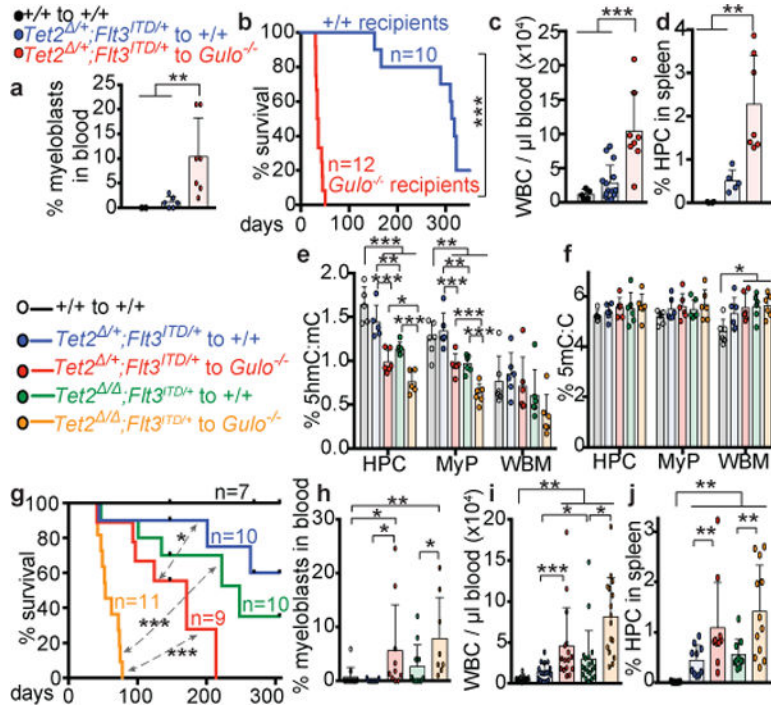 +/+ to +/+
Tet2Δ/+;Flt3ITD/+ to +/+
Tet2Δ/+;Flt3ITD/+ to Gulo-/-
a
% myeloblasts
in blood
30
20
10
0
**
b
+/+ recipients
n=10
***
n=12
Gulo-/- recipients
% survival
100
80
60
40
20
0
days 0 100 200 300
c
***
WBC / µl blood (x10⁴)
25
20
15
10
5
0
d
**
% HPC in spleen
4
3
2
1
0
+/+ to +/+
Tet2Δ/+;Flt3ITD/+ to +/+
Tet2Δ/+;Flt3ITD/+ to Gulo-/-
Tet2Δ/Δ;Flt3ITD/+ to +/+
Tet2Δ/Δ;Flt3ITD/+ to Gulo-/-
e
% 5hmC:mC
2.0
1.5
1.0
0.5
0.0
*** **
** **
*** ***
* ***
*** ***
HPC MyP WBM
f
% 5mC:C
6
4
2
0
*
HPC MyP WBM
g
% survival
100
80
60
40
20
0
n=7
n=10
n=10
n=9
n=11
*
***
***
days 0 100 200 300
h
% myeloblasts in blood
30
20
10
0
**
*
* *
i
WBC / µl blood (x10⁴)
20
15
10
5
0
**
* *
***
j
% HPC in spleen
3
2
1
0
**
** **